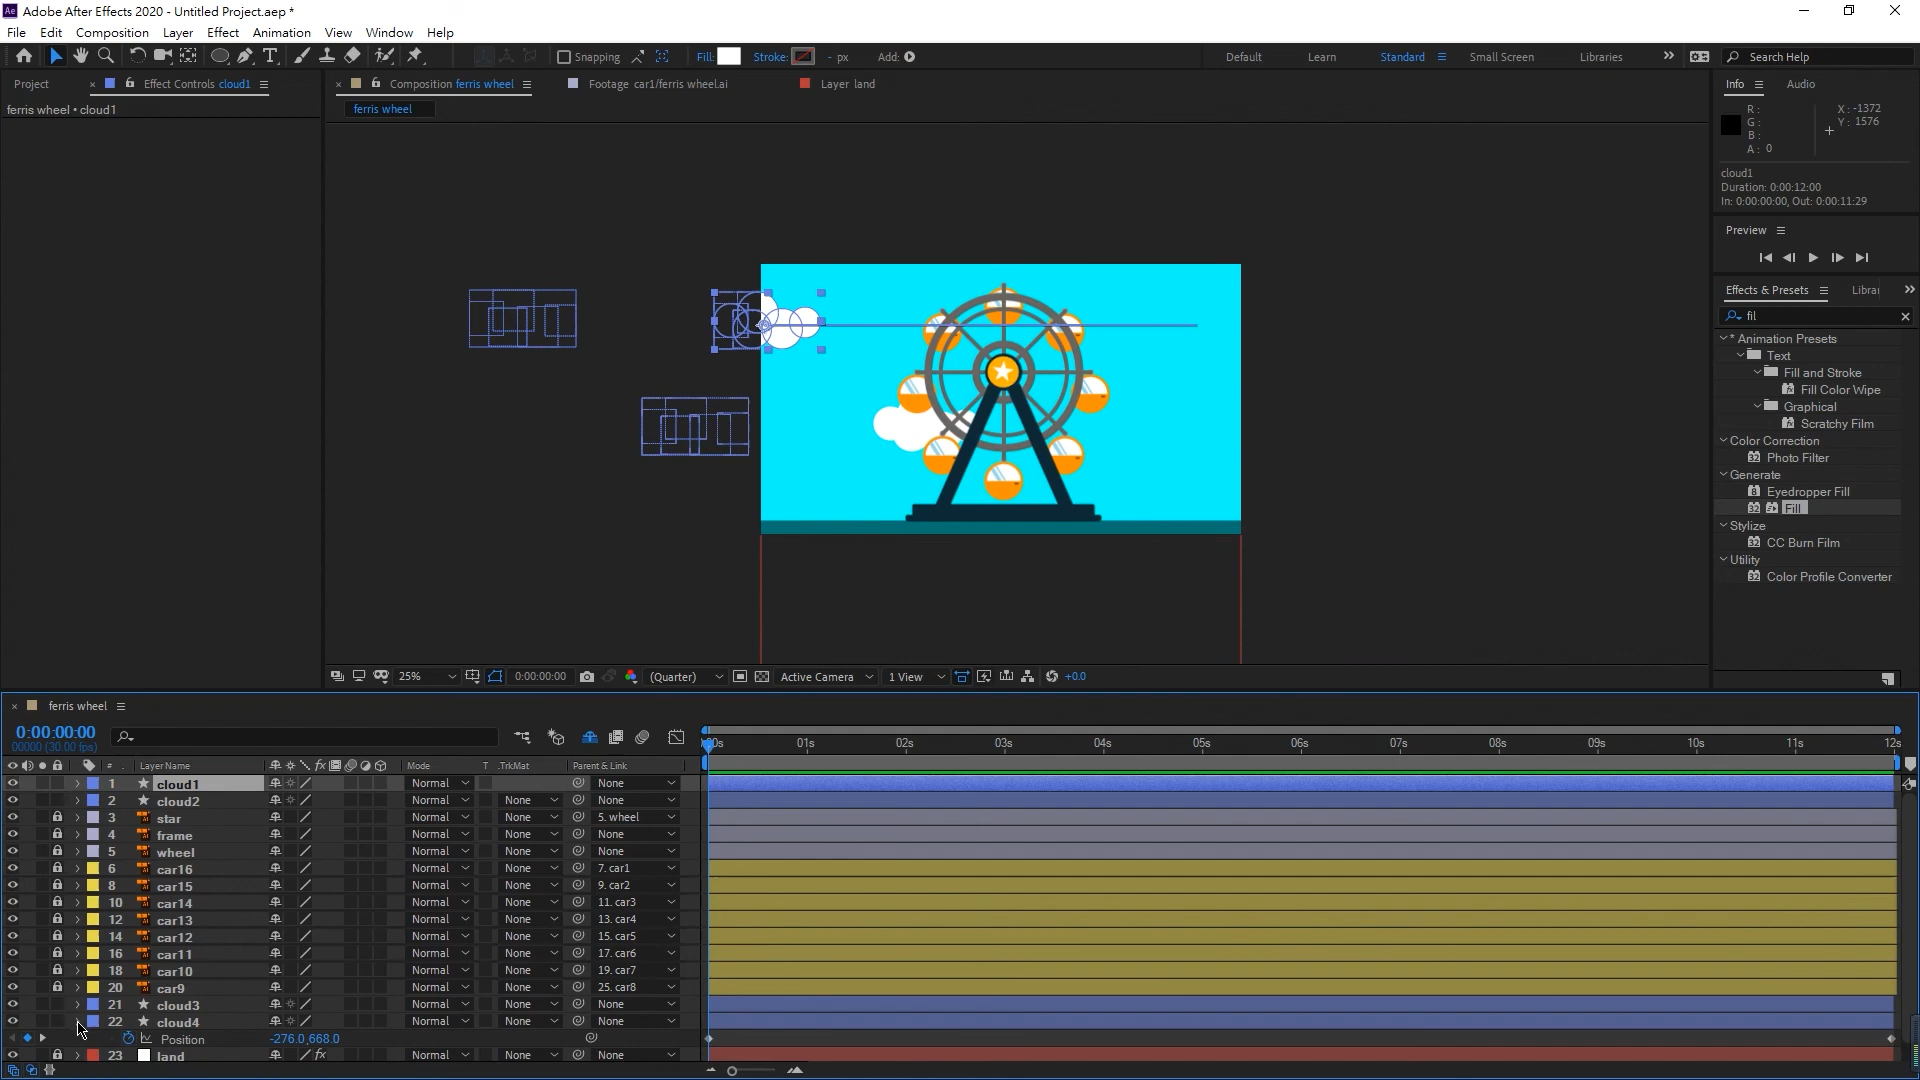 Ae Adobe After Effects 2020 - Untitled Project.aep *
File Edit Composition Layer Effect Animation View Window Help
T Snapping Fill: Stroke: - px Add: Default Learn Standard Small Screen Libraries Search Help
Project × Effect Controls cloud1 × Composition ferris wheel Footage car1/ferris wheel.ai Layer land Info Audio
ferris wheel • cloud1
ferris wheel
R :
G :
B :
A : 0
X : -1372
Y : 1576
cloud1
Duration: 0:00:12:00
In: 0:00:00:00, Out: 0:00:11:29
Preview
Effects & Presets Librar
fil
* Animation Presets
Text
Fill and Stroke
Fill Color Wipe
Graphical
Scratchy Film
Color Correction
Photo Filter
Generate
Eyedropper Fill
Fill
Stylize
CC Burn Film
Utility
Color Profile Converter
25% 0:00:00:00 (Quarter) Active Camera 1 View +0.0
× ferris wheel
0:00:00:00
00000 (30.00 fps)
:00s 01s 02s 03s 04s 05s 06s 07s 08s 09s 10s 11s 12s
# Layer Name fx Mode T .TrkMat Parent & Link
1 cloud1 Normal None
2 cloud2 Normal None None
3 star Normal None 5. wheel
4 frame Normal None None
5 wheel Normal None None
6 car16 Normal None 7. car1
8 car15 Normal None 9. car2
10 car14 Normal None 11. car3
12 car13 Normal None 13. car4
14 car12 Normal None 15. car5
16 car11 Normal None 17. car6
18 car10 Normal None 19. car7
20 car9 Normal None 25. car8
21 cloud3 Normal None None
22 cloud4 Normal None None
Position -276.0,668.0
23 land fx Normal None None